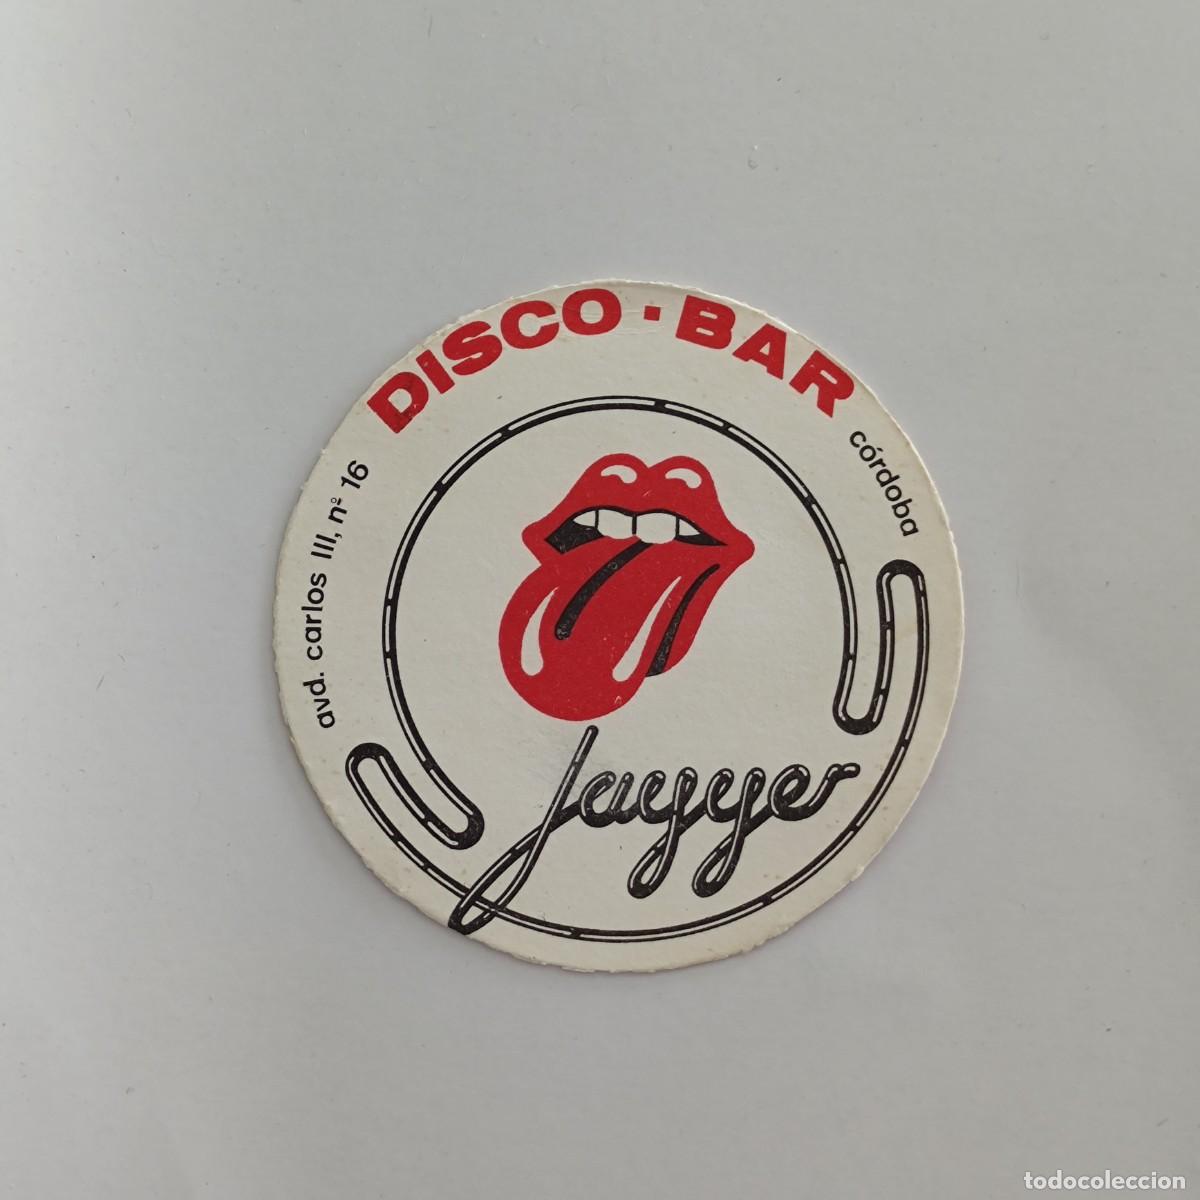 DISCO · BAR
avd. carlos III, nº 16
córdoba
Jagger
todocoleccion